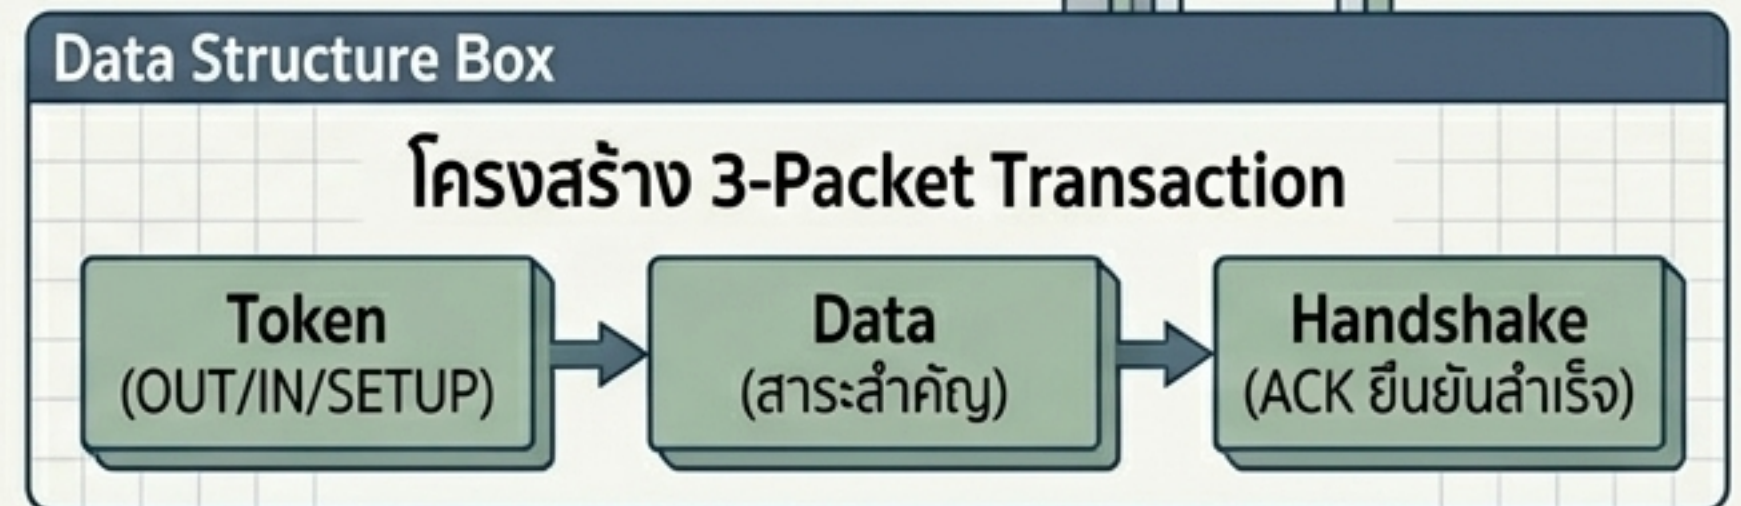 Data Structure Box
โครงสร้าง 3-Packet Transaction
Token
(OUT/IN/SETUP)
Data
(สาระสำคัญ)
Handshake
(ACK ยืนยันสำเร็จ)